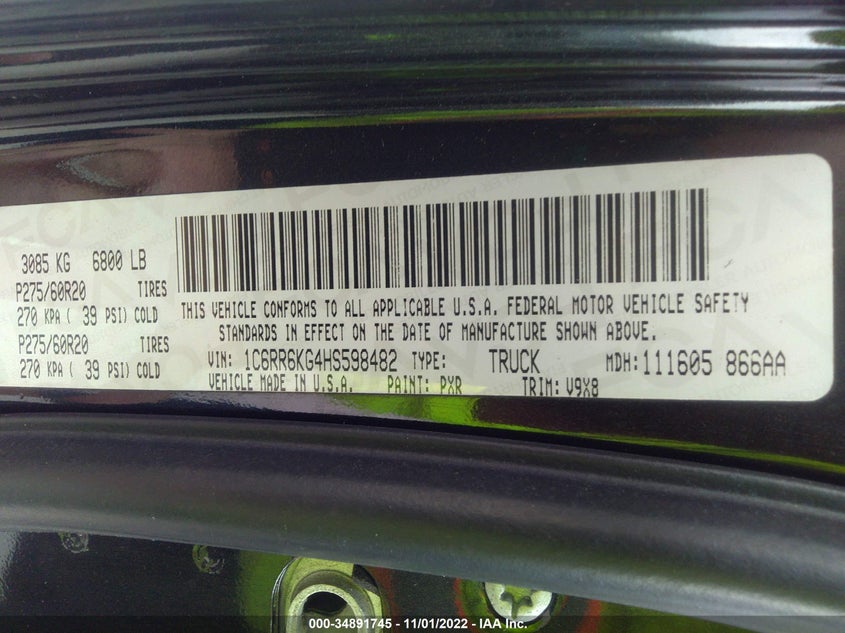 3085 KG 6800 LB
P275/60R20 TIRES
270 KPA ( 39 PSI) COLD
P275/60R20 TIRES
270 KPA ( 39 PSI) COLD
THIS VEHICLE CONFORMS TO ALL APPLICABLE U.S.A. FEDERAL MOTOR VEHICLE SAFETY
STANDARDS IN EFFECT ON THE DATE OF MANUFACTURE SHOWN ABOVE.
VIN: 1C6RR6KG4HS598482 TYPE: TRUCK MDH: 111605 866AA
VEHICLE MADE IN U.S.A. PAINT: PXR TRIM: V9X8
000-34891745 - 11/01/2022 - IAA Inc.